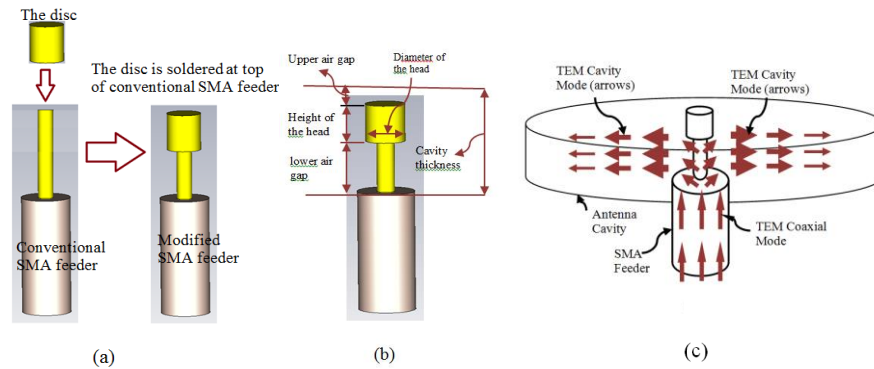 The disc
The disc is soldered at top
of conventional SMA feeder
Conventional
SMA feeder
Modified
SMA feeder
(a)
Upper air gap
Diameter of
the head
Height of
the head
lower air
gap
Cavity
thickness
(b)
TEM Cavity
Mode (arrows)
TEM Cavity
Mode (arrows)
Antenna
Cavity
SMA
Feeder
TEM Coaxial
Mode
(c)